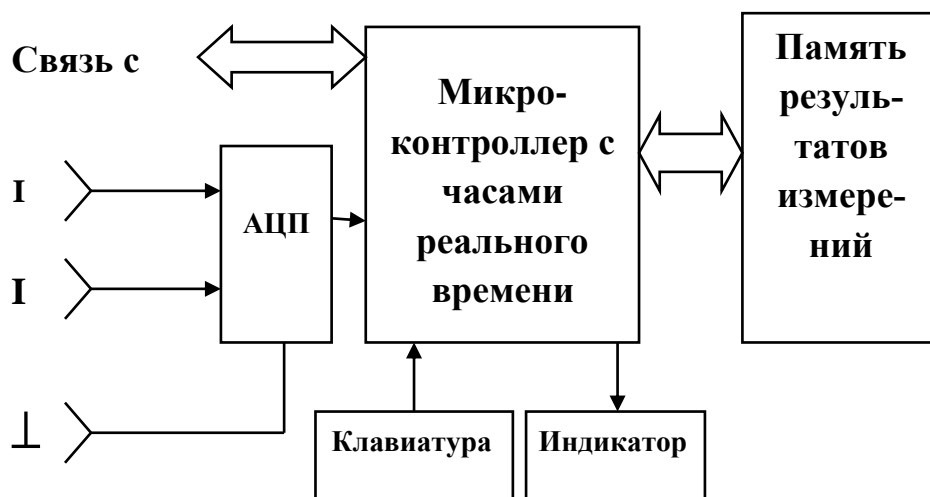 Связь с
I
I
⊥
АЦП
Микро-
контроллер с
часами
реального
времени
Память
резуль-
татов
измере-
ний
Клавиатура
Индикатор